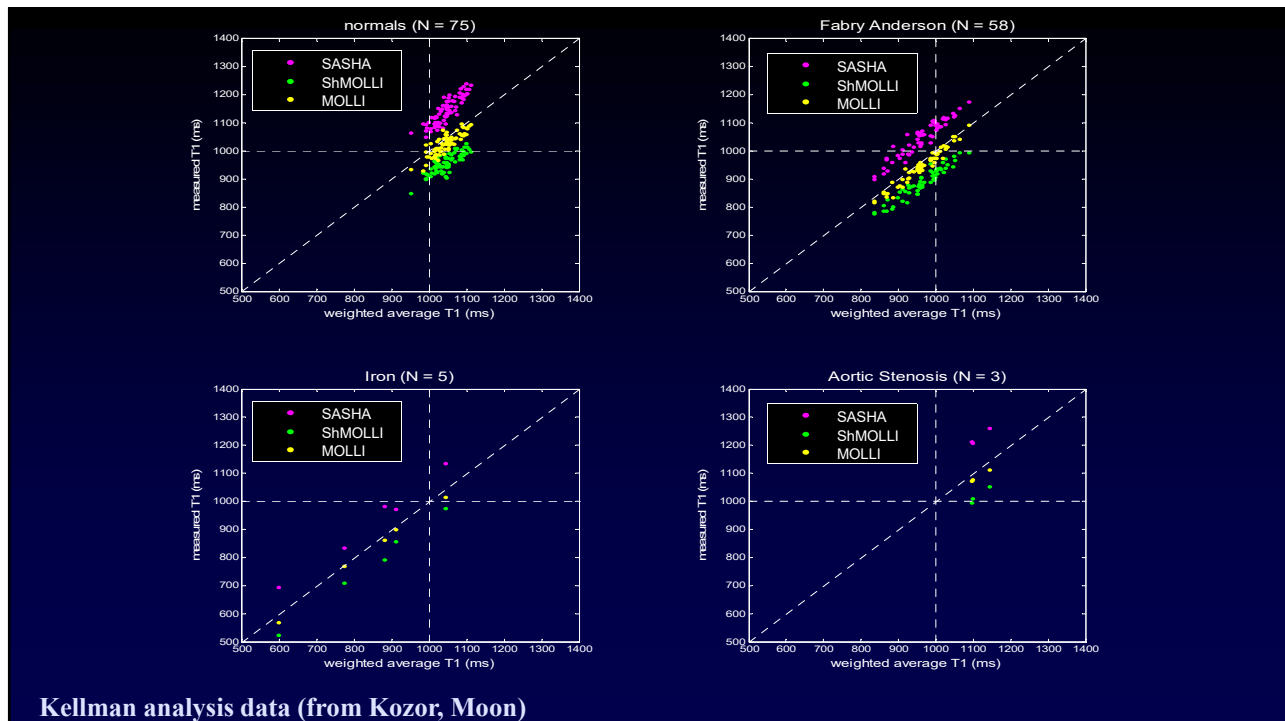 normals (N = 75)
1400
1300
1200
1100
1000
900
800
700
600
500
measured T1 (ms)
SASHA
ShMOLLI
MOLLI
500 600 700 800 900 1000 1100 1200 1300 1400
weighted average T1 (ms)
Fabry Anderson (N = 58)
1400
1300
1200
1100
1000
900
800
700
600
500
measured T1 (ms)
SASHA
ShMOLLI
MOLLI
500 600 700 800 900 1000 1100 1200 1300 1400
weighted average T1 (ms)
Iron (N = 5)
1400
1300
1200
1100
1000
900
800
700
600
500
measured T1 (ms)
SASHA
ShMOLLI
MOLLI
500 600 700 800 900 1000 1100 1200 1300 1400
weighted average T1 (ms)
Aortic Stenosis (N = 3)
1400
1300
1200
1100
1000
900
800
700
600
500
measured T1 (ms)
SASHA
ShMOLLI
MOLLI
500 600 700 800 900 1000 1100 1200 1300 1400
weighted average T1 (ms)
Kellman analysis data (from Kozor, Moon)